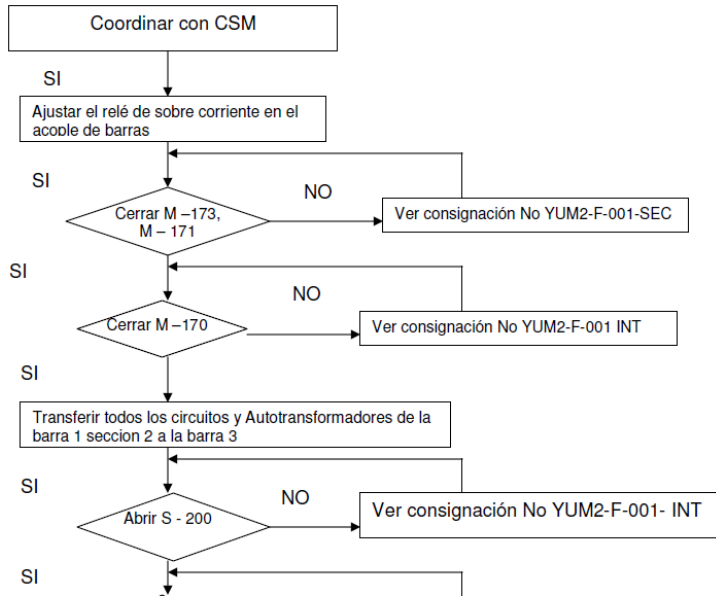 Coordinar con CSM
SI
Ajustar el relé de sobre corriente en el
acople de barras
SI
NO
Cerrar M –173,
M – 171
Ver consignación No YUM2-F-001-SEC
SI
NO
Cerrar M –170
Ver consignación No YUM2-F-001 INT
SI
Transferir todos los circuitos y Autotransformadores de la
barra 1 seccion 2 a la barra 3
SI
NO
Abrir S - 200
Ver consignación No YUM2-F-001- INT
SI